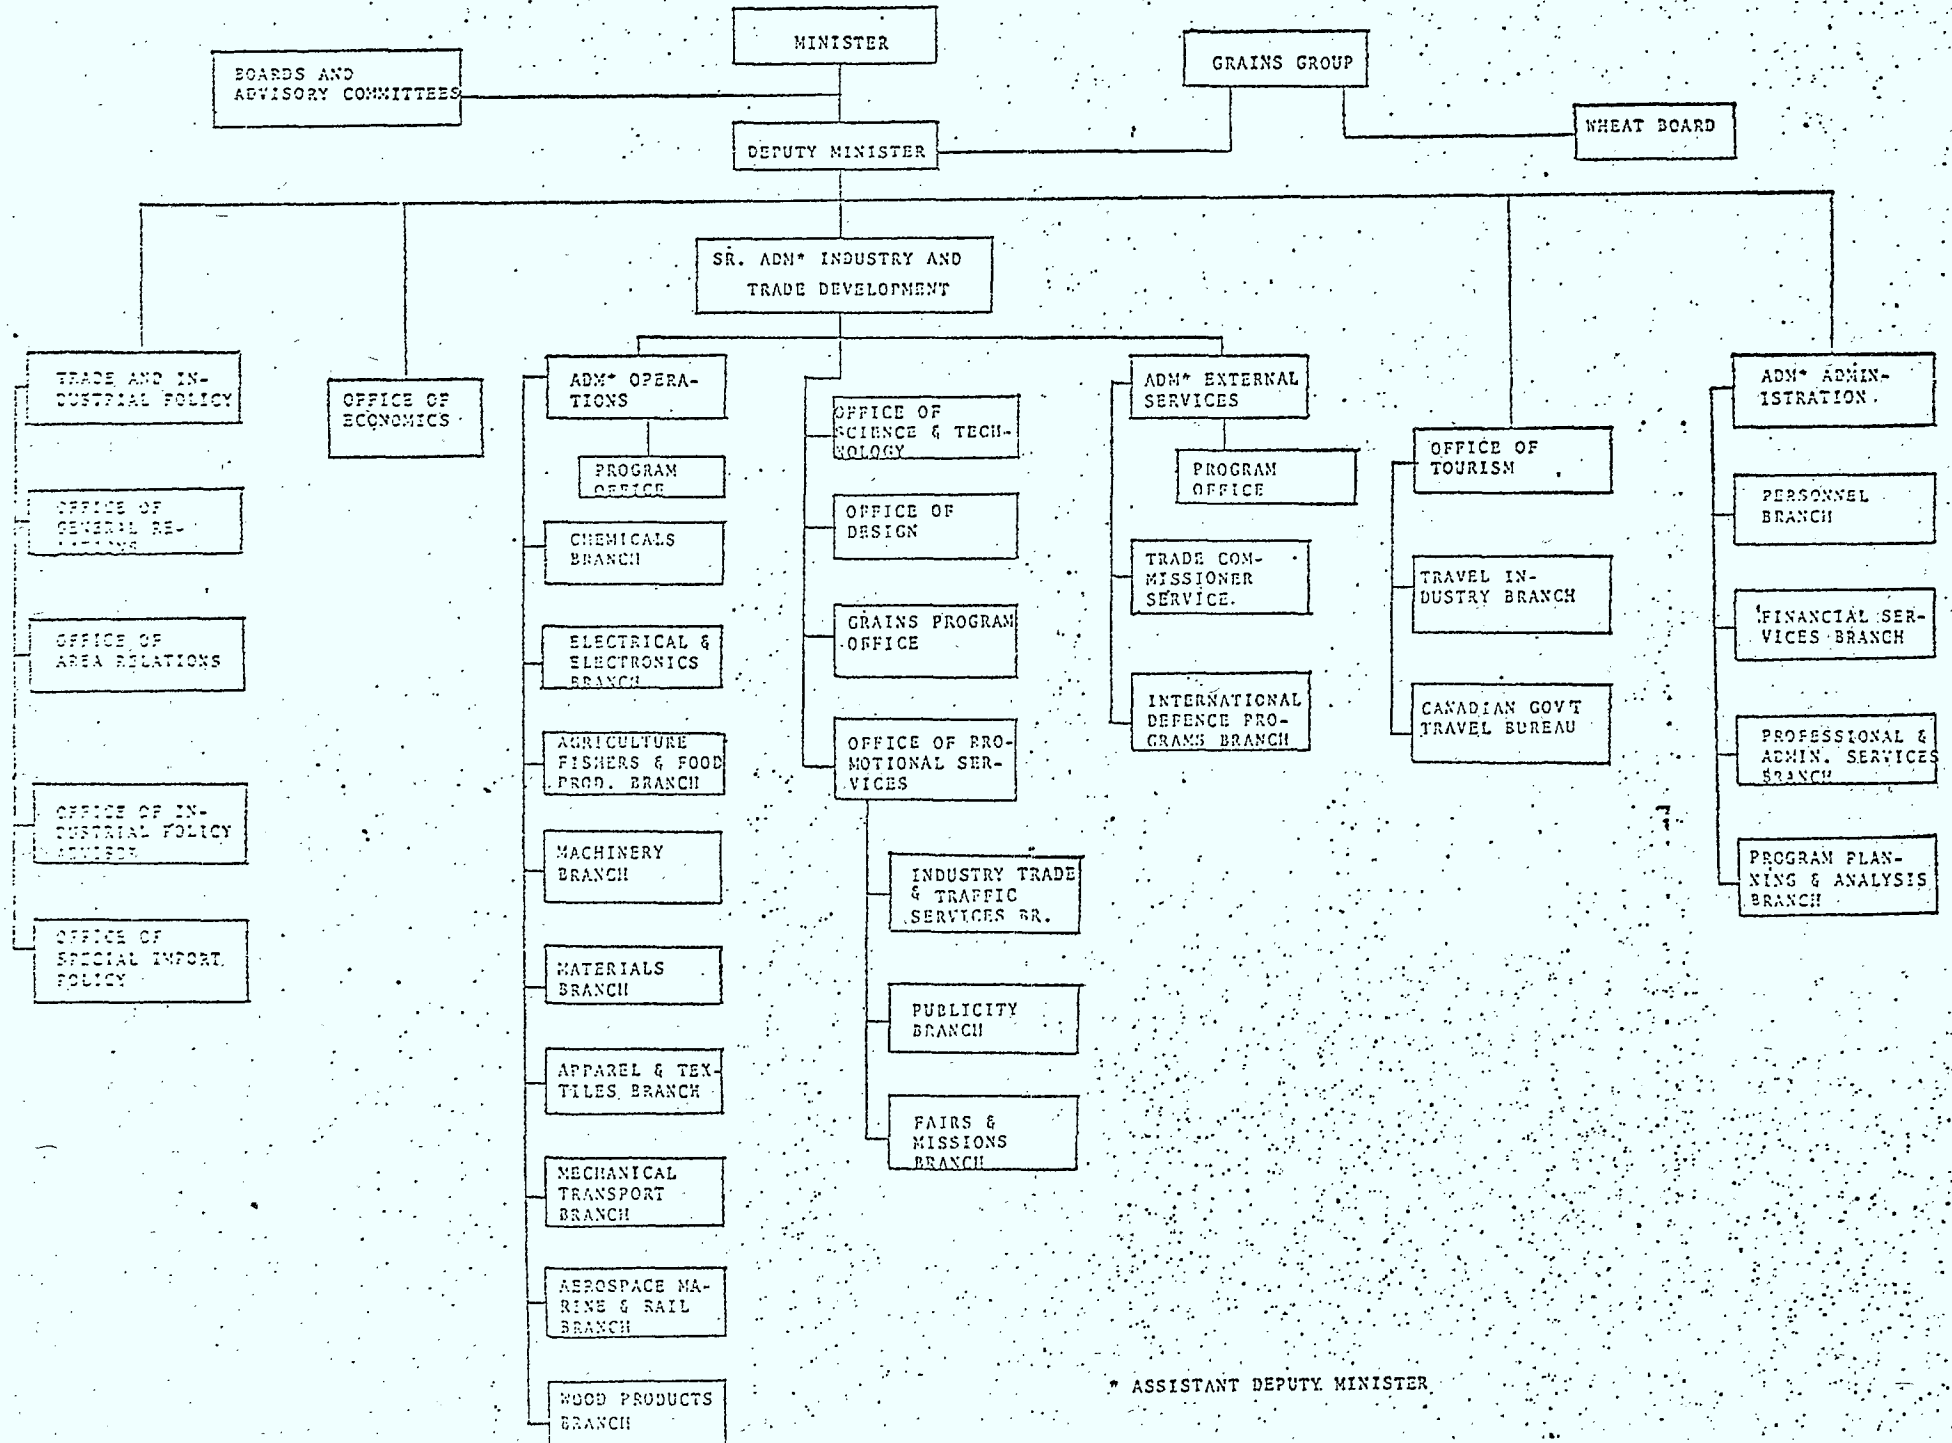 MINISTER
BOARDS AND
ADVISORY COMMITTEES
GRAINS GROUP
WHEAT BOARD
DEPUTY MINISTER
SR. ADM* INDUSTRY AND
TRADE DEVELOPMENT
TRADE AND IN-
DUSTRIAL POLICY
OFFICE OF
GENERAL RE-
LATIONS
OFFICE OF
AREA RELATIONS
OFFICE OF IN-
DUSTRIAL POLICY
ADVISOR
OFFICE OF
SPECIAL IMPORT
POLICY
OFFICE OF
ECONOMICS
ADM* OPERA-
TIONS
PROGRAM
OFFICE
CHEMICALS
BRANCH
ELECTRICAL &
ELECTRONICS
BRANCH
AGRICULTURE
FISHERS & FOOD
PROD. BRANCH
MACHINERY
BRANCH
MATERIALS
BRANCH
APPAREL & TEX-
TILES BRANCH
MECHANICAL
TRANSPORT
BRANCH
AEROSPACE MA-
RINE & RAIL
BRANCH
WOOD PRODUCTS
BRANCH
OFFICE OF
SCIENCE & TECH-
NOLOGY
OFFICE OF
DESIGN
GRAINS PROGRAM
OFFICE
OFFICE OF PRO-
MOTIONAL SER-
VICES
INDUSTRY TRADE
& TRAFFIC
SERVICES BR.
PUBLICITY
BRANCH
FAIRS &
MISSIONS
BRANCH
ADM* EXTERNAL
SERVICES
PROGRAM
OFFICE
TRADE COM-
MISSIONER
SERVICE.
INTERNATIONAL
DEFENCE PRO-
GRAMS BRANCH
OFFICE OF
TOURISM
TRAVEL IN-
DUSTRY BRANCH
CANADIAN GOV'T
TRAVEL BUREAU
ADM* ADMIN-
ISTRATION.
PERSONNEL
BRANCH
FINANCIAL SER-
VICES BRANCH
PROFESSIONAL &
ADMIN. SERVICES
BRANCH
PROGRAM PLAN-
NING & ANALYSIS
BRANCH
* ASSISTANT DEPUTY MINISTER